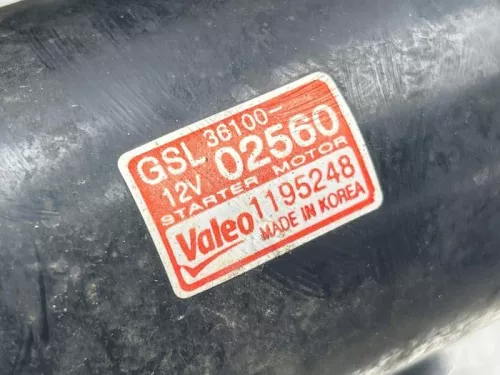 GSL 36100-
12V 02560
STARTER MOTOR
Valeo 1195248
MADE IN KOREA